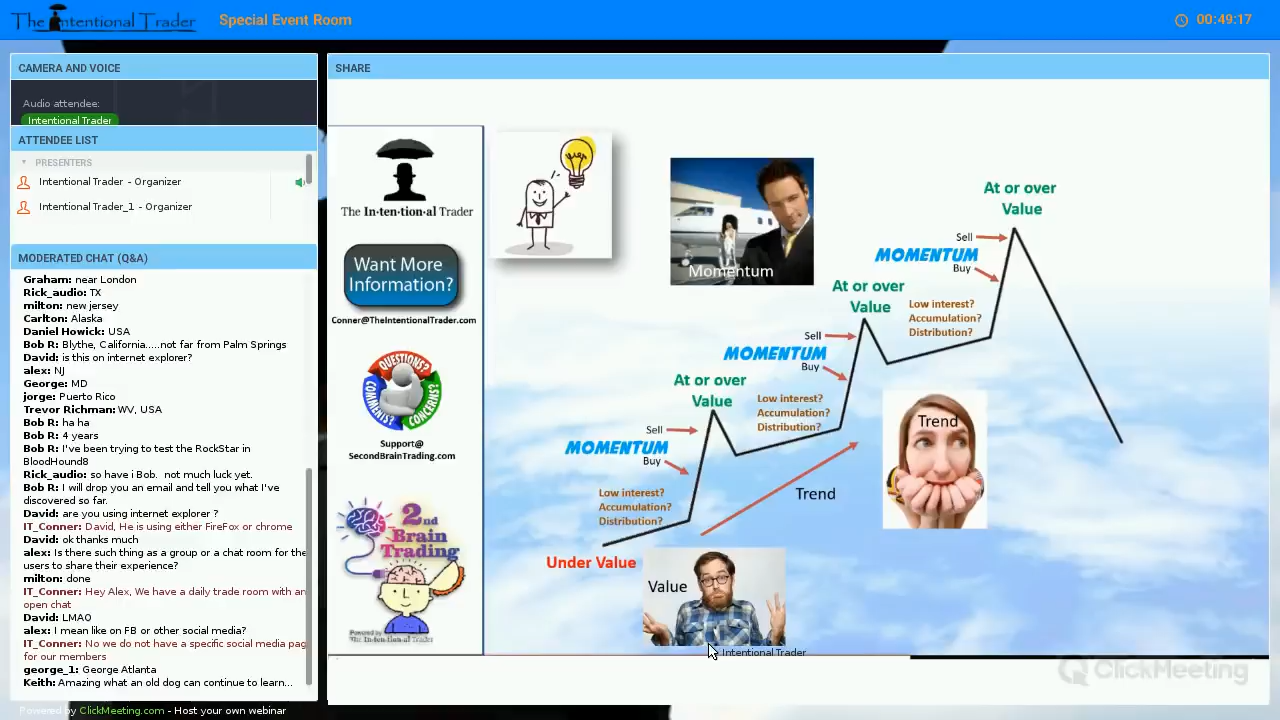 The Intentional Trader
Special Event Room
00:49:17
CAMERA AND VOICE
Audio attendee:
Intentional Trader
ATTENDEE LIST
PRESENTERS
Intentional Trader - Organizer
IntentionalTrader_1 - Organizer
MODERATED CHAT (Q&A)
Graham: near London
Rick_audio: TX
milton: new jersey
Carlton: Alaska
Daniel Howick: USA
Bob R: Blythe, California.....not far from Palm Springs
David: is this internet explorer?
alex: NJ
George: MD
jorge: Puerto Rico
Trevor Richman: WV, USA
Bob R: ha ha
Bob R: 4 years
Bob R: I've been trying to test the RockStar in
BloodHound8
Rick_audio: so have i Bob. not much luck yet.
Bob R: I will drop you an email and tell you what I've
discovered so far.
David: are you using internet explorer ?
IT_Conner: David, He is using either FireFox or chrome
David: ok thanks much
alex: Is there such thing as a group or a chat room for the
users to share their experience?
milton: done
IT_Conner: Hey Alex, We have a daily trade room with an
open chat
David: LMAO
alex: I mean like on FB or other social media?
IT_Conner: No we do not have a specific social media pag
for our members
george_1: George Atlanta
Keith: Amazing what an old dog can continue to learn...
Powered by ClickMeeting.com - Host your own webinar
SHARE
The In·ten·tion·al Trader
Want More
Information?
Conner@TheIntentionalTrader.com
QUESTIONS?
COMMENTS?
CONCERNS?
Support@
SecondBrainTrading.com
2nd
Brain
Trading
Powered by
The Intentional Trader
Momentum
At or over
Value
Sell
MOMENTUM
Buy
Low interest?
Accumulation?
Distribution?
At or over
Value
Sell
MOMENTUM
Buy
Low interest?
Accumulation?
Distribution?
At or over
Value
Sell
MOMENTUM
Buy
Low interest?
Accumulation?
Distribution?
Trend
Trend
Under Value
Value
Intentional Trader
ClickMeeting